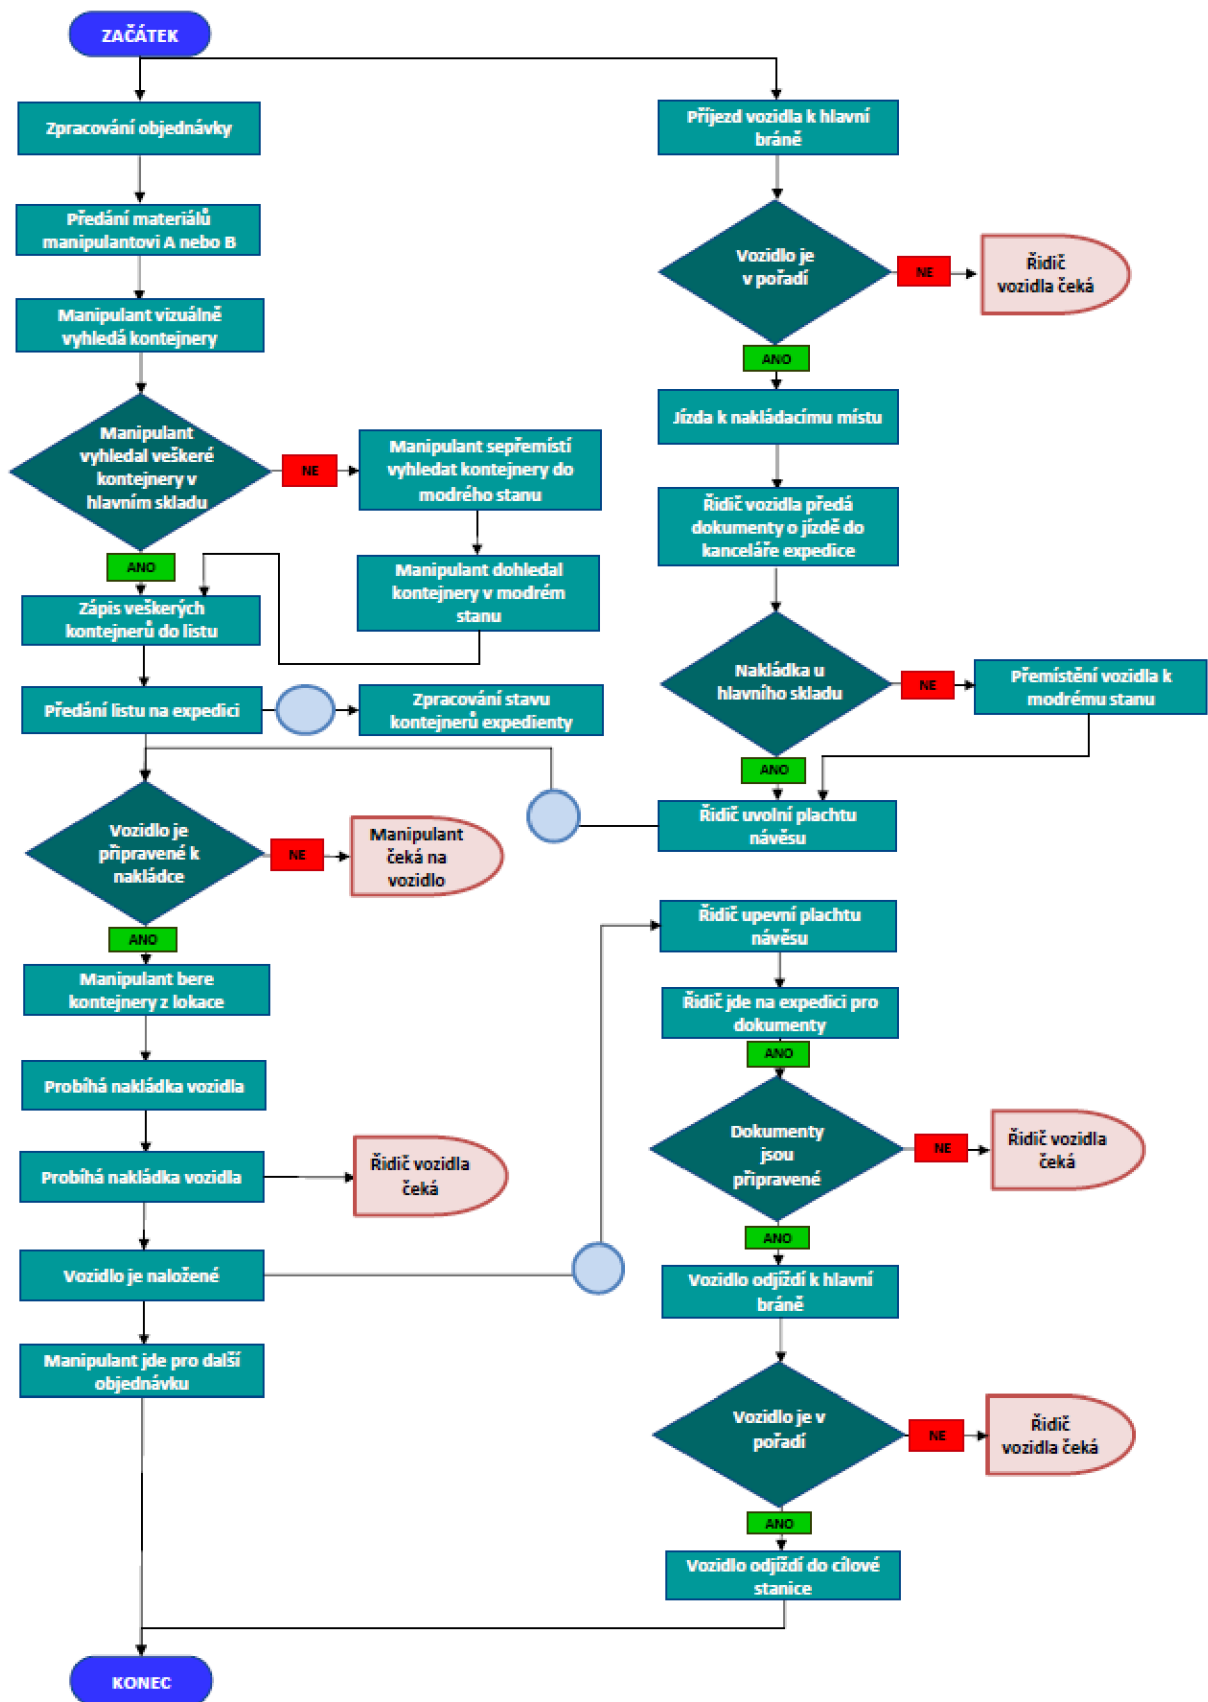 ZAČÁTEK
Zpracování objednávky
Předání materiálů
manipulantovi A nebo B
Manipulant vizuálně
vyhledá kontejnery
Manipulant
vyhledal veškeré
kontejnery v
hlavním skladu
NE
Manipulant sepřemístí
vyhledat kontejnery do
modrého stanu
Manipulant dohledal
kontejnery v modrém
stanu
ANO
Zápis veškerých
kontejnerů do listu
Předání listu na expedici
Zpracování stavu
kontejnerů expedienty
Vozidlo je
připravené k
nakládce
NE
Manipulant
čeká na
vozidlo
ANO
Manipulant bere
kontejnery z lokace
Probíhá nakládka vozidla
Probíhá nakládka vozidla
Řidič vozidla
čeká
Vozidlo je naložené
Manipulant jde pro další
objednávku
KONEC
Příjezd vozidla k hlavní
bráně
Vozidlo je
v pořadí
NE
Řidič
vozidla čeká
ANO
Jízda k nakládacímu místu
Řidič vozidla předá
dokumenty o jízdě do
kanceláře expedice
Nakládka u
hlavního skladu
NE
Přemístění vozidla k
modrému stanu
ANO
Řidič uvolní plachtu
návěsu
Řidič upevní plachtu
návěsu
Řidič jde na expedici pro
dokumenty
ANO
Dokumenty
jsou
připravené
NE
Řidič vozidla
čeká
ANO
Vozidlo odjíždí k hlavní
bráně
Vozidlo je v
pořadí
NE
Řidič
vozidla čeká
ANO
Vozidlo odjíždí do cílové
stanice